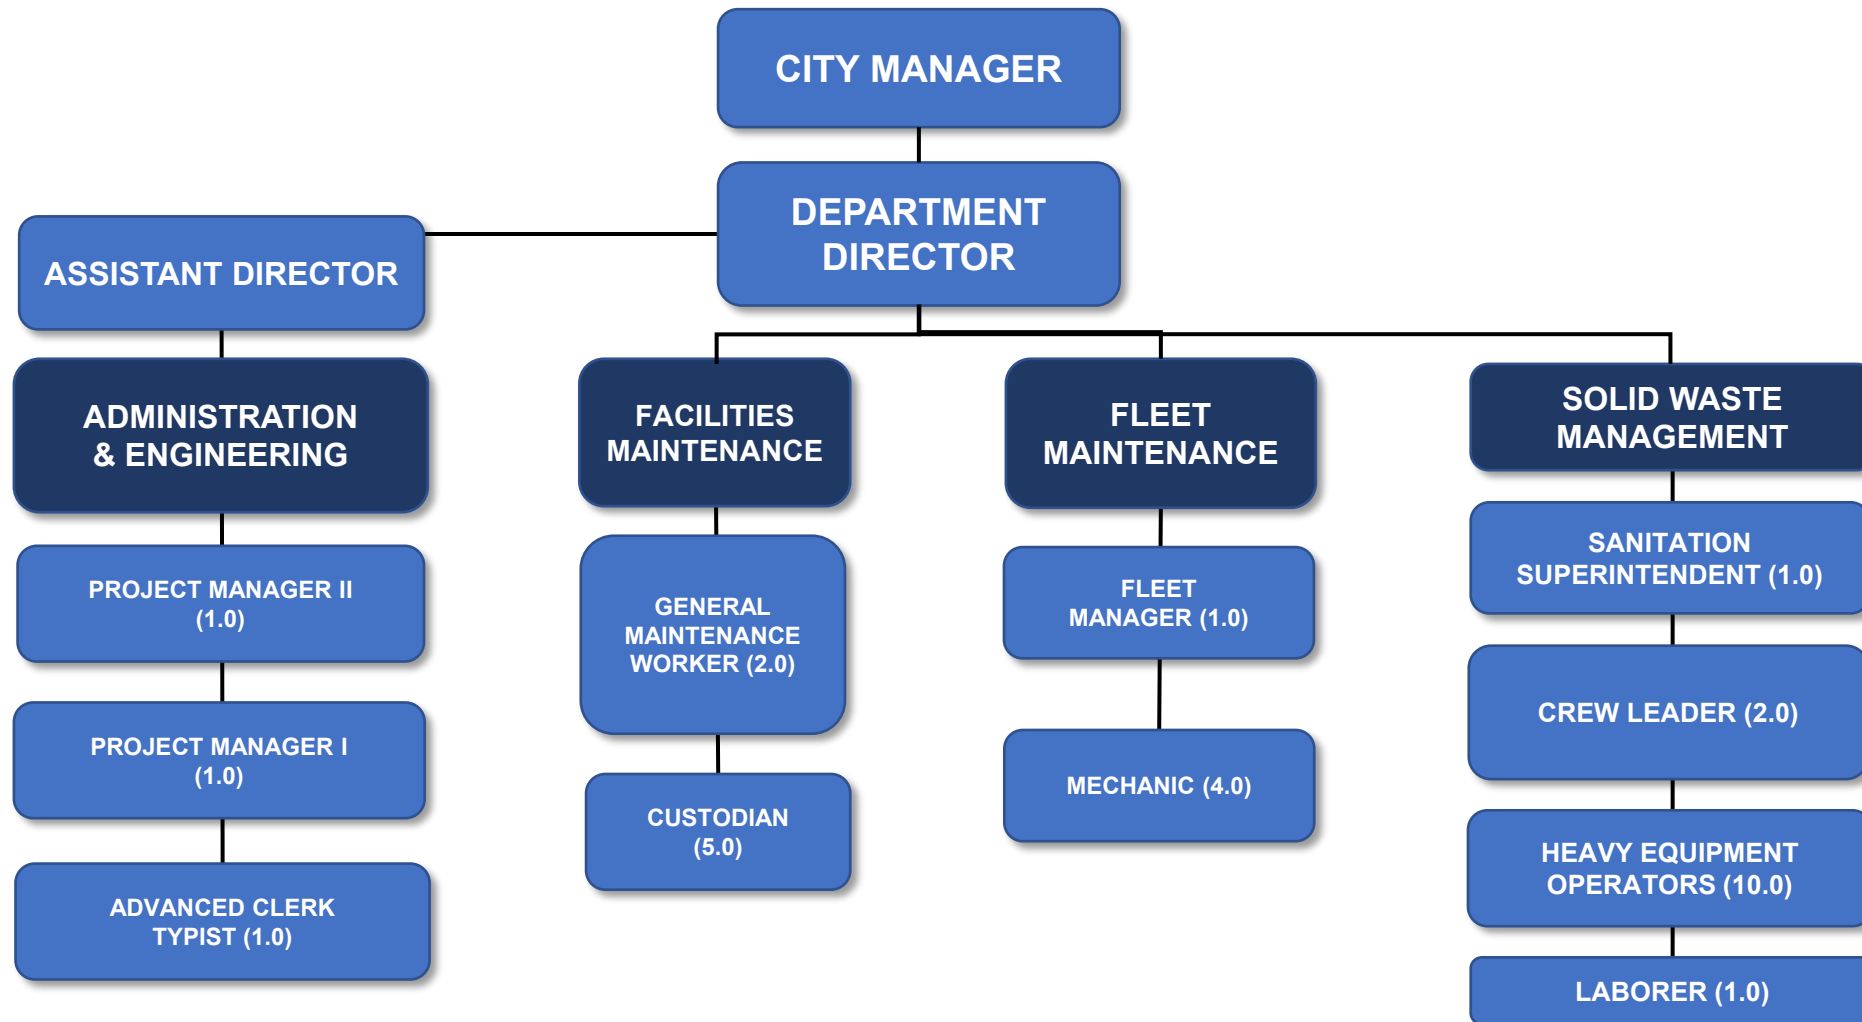 CITY MANAGER
DEPARTMENT
DIRECTOR
ASSISTANT DIRECTOR
ADMINISTRATION
& ENGINEERING
PROJECT MANAGER II
(1.0)
PROJECT MANAGER I
(1.0)
ADVANCED CLERK
TYPIST (1.0)
FACILITIES
MAINTENANCE
GENERAL
MAINTENANCE
WORKER (2.0)
CUSTODIAN
(5.0)
FLEET
MAINTENANCE
FLEET
MANAGER (1.0)
MECHANIC (4.0)
SOLID WASTE
MANAGEMENT
SANITATION
SUPERINTENDENT (1.0)
CREW LEADER (2.0)
HEAVY EQUIPMENT
OPERATORS (10.0)
LABORER (1.0)